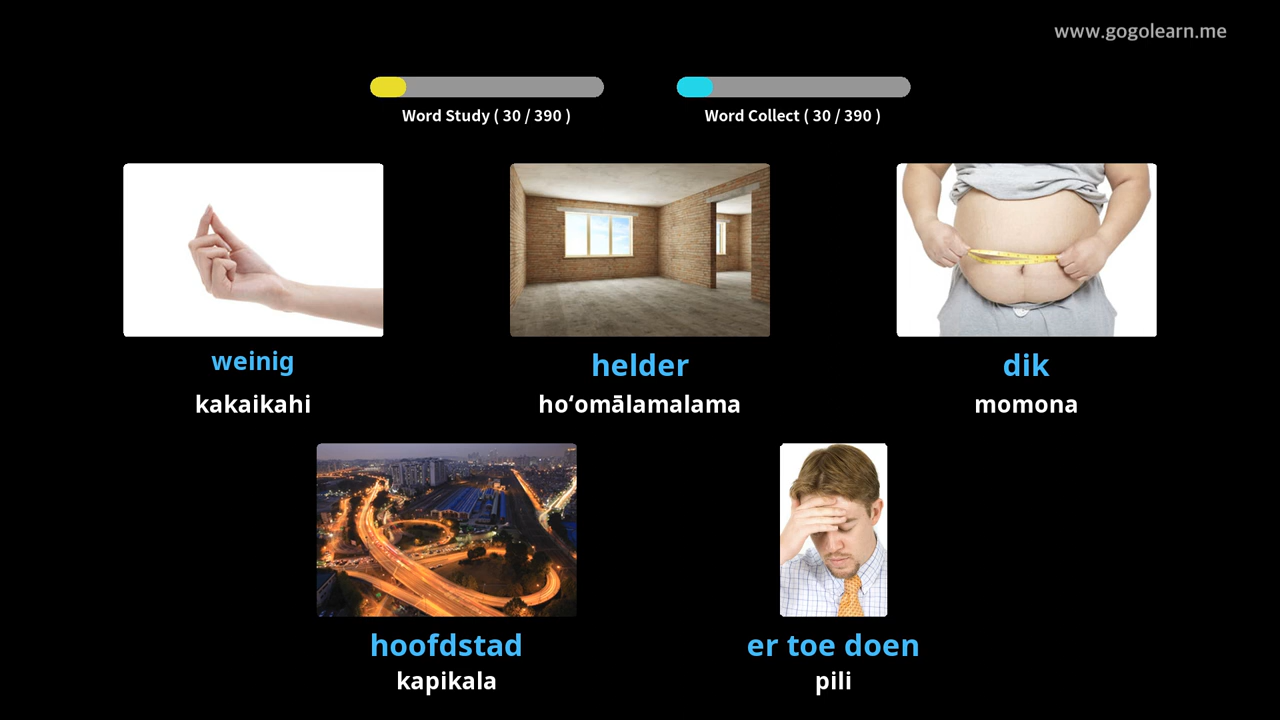 www.gogolearn.me
Word Study ( 30 / 390 )
Word Collect ( 30 / 390 )
weinig
helder
dik
kakaikahi
hoʻomālamalama
momona
hoofdstad
er toe doen
kapikala
pili